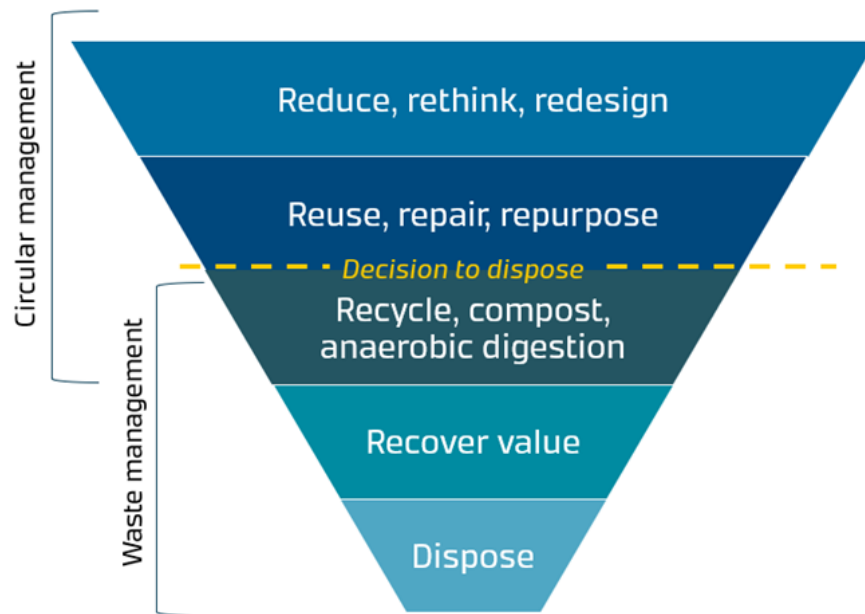 Circular management
Waste management
Reduce, rethink, redesign
Reuse, repair, repurpose
Decision to dispose
Recycle, compost,
anaerobic digestion
Recover value
Dispose